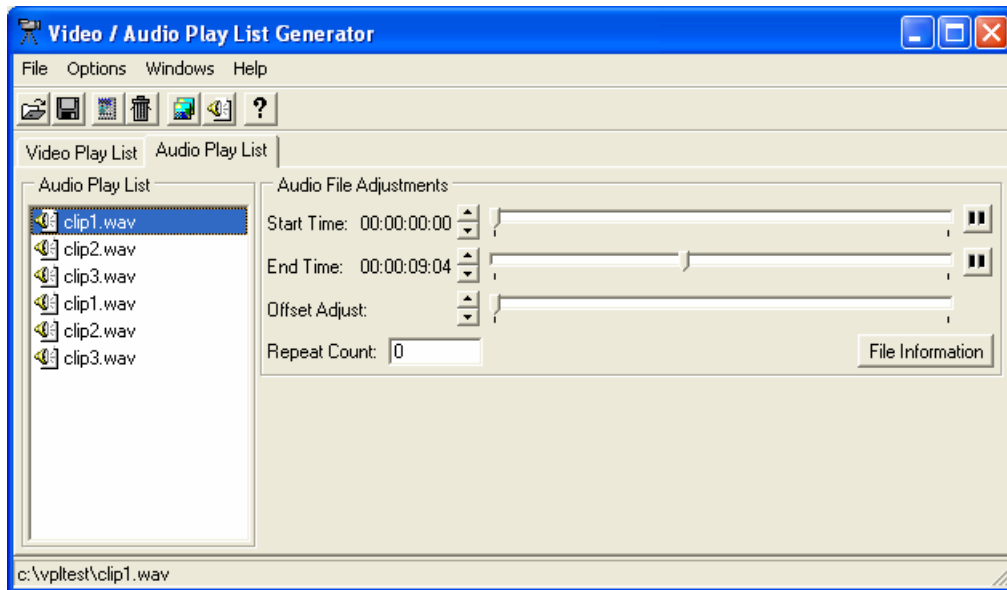 Video / Audio Play List Generator
File Options Windows Help
?
Video Play List Audio Play List
Audio Play List
clip1.wav
clip2.wav
clip3.wav
clip1.wav
clip2.wav
clip3.wav
Audio File Adjustments
Start Time: 00:00:00:00
End Time: 00:00:09:04
Offset Adjust:
Repeat Count: 0
File Information
c:\vpltest\clip1.wav